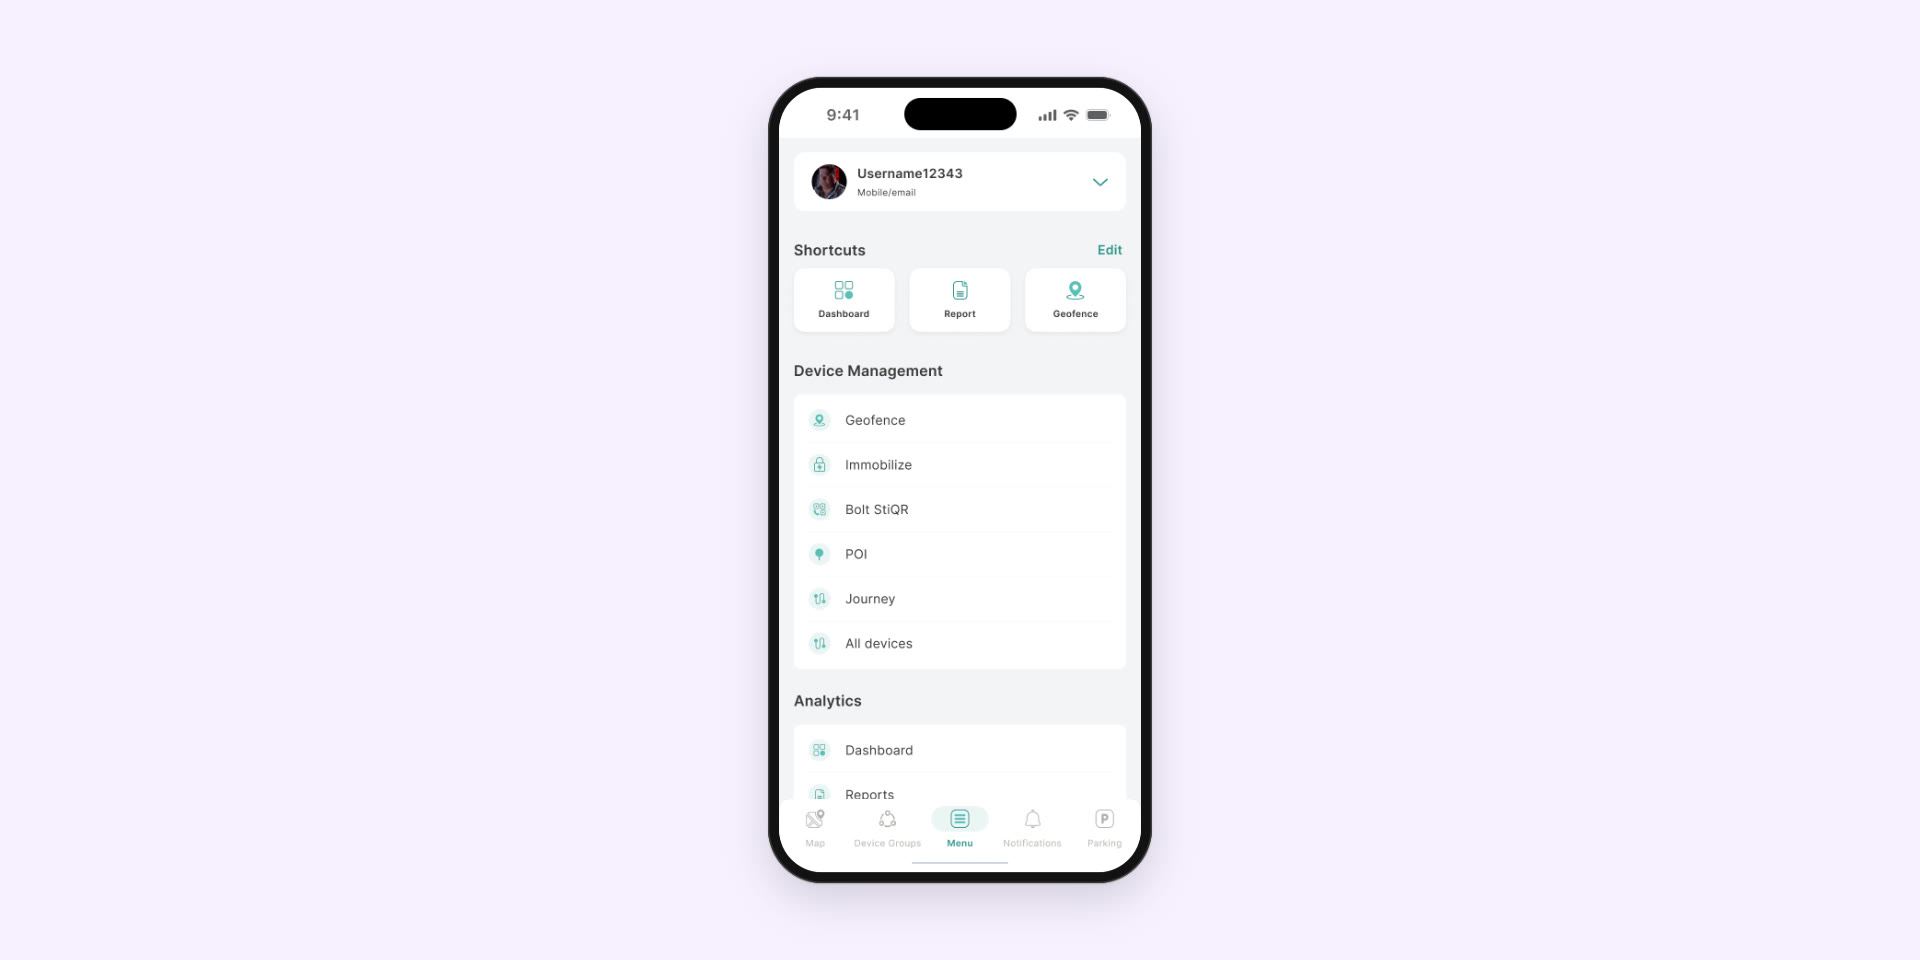 9:41
Username12343
Mobile/email
Shortcuts
Edit
Dashboard
Report
Geofence
Device Management
Geofence
Immobilize
Bolt StiQR
POI
Journey
All devices
Analytics
Dashboard
Reports
P
Map
Device Groups
Menu
Notifications
Parking